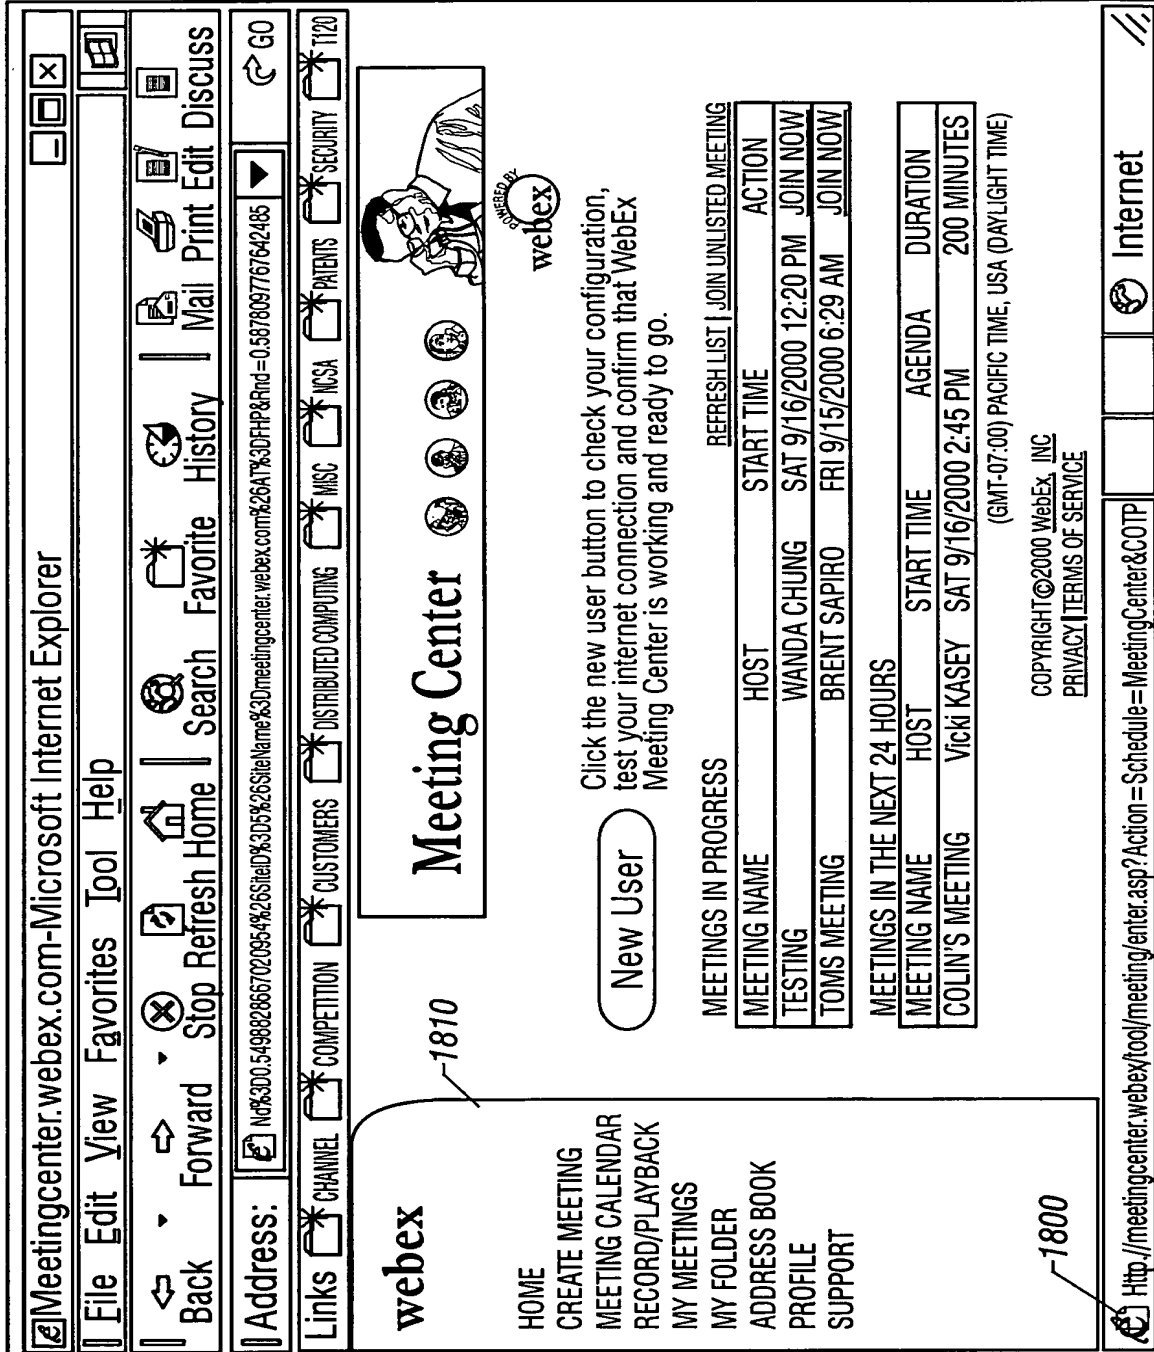 Meetingcenter.webex.com-Microsoft Internet Explorer
File Edit View Favorites Tool Help
Back Forward Stop Refresh Home Search Favorite History Mail Print Edit Discuss
Address: Nd%3D0.5498828667020954%26SiteID%3D5%26SiteName%3Dmeetingcenter.webex.com%26AT%3DFHP&Rnd=0.5878097767642485 GO
Links CHANNEL COMPETITION CUSTOMERS DISTRIBUTED COMPUTING MISC NCSA PATENTS SECURITY T120
webex
HOME
CREATE MEETING
MEETING CALENDAR
RECORD/PLAYBACK
MY MEETINGS
MY FOLDER
ADDRESS BOOK
PROFILE
SUPPORT
1810
1800
Meeting Center
POWERED BY
webex
New User
Click the new user button to check your configuration,
test your internet connection and confirm that WebEx
Meeting Center is working and ready to go.
REFRESH LIST | JOIN UNLISTED MEETING
MEETINGS IN PROGRESS
MEETING NAME HOST START TIME ACTION
TESTING WANDA CHUNG SAT 9/16/2000 12:20 PM JOIN NOW
TOMS MEETING BRENT SAPIRO FRI 9/15/2000 6:29 AM JOIN NOW
MEETINGS IN THE NEXT 24 HOURS
MEETING NAME HOST START TIME AGENDA DURATION
COLIN'S MEETING Vicki KASEY SAT 9/16/2000 2:45 PM 200 MINUTES
(GMT-07:00) PACIFIC TIME, USA (DAYLIGHT TIME)
COPYRIGHT©2000 WebEx, INC
PRIVACY | TERMS OF SERVICE
Http://meetingcenter.webex/tool/meeting/enter.asp?Action=Schedule=MeetingCenter&COTP Internet